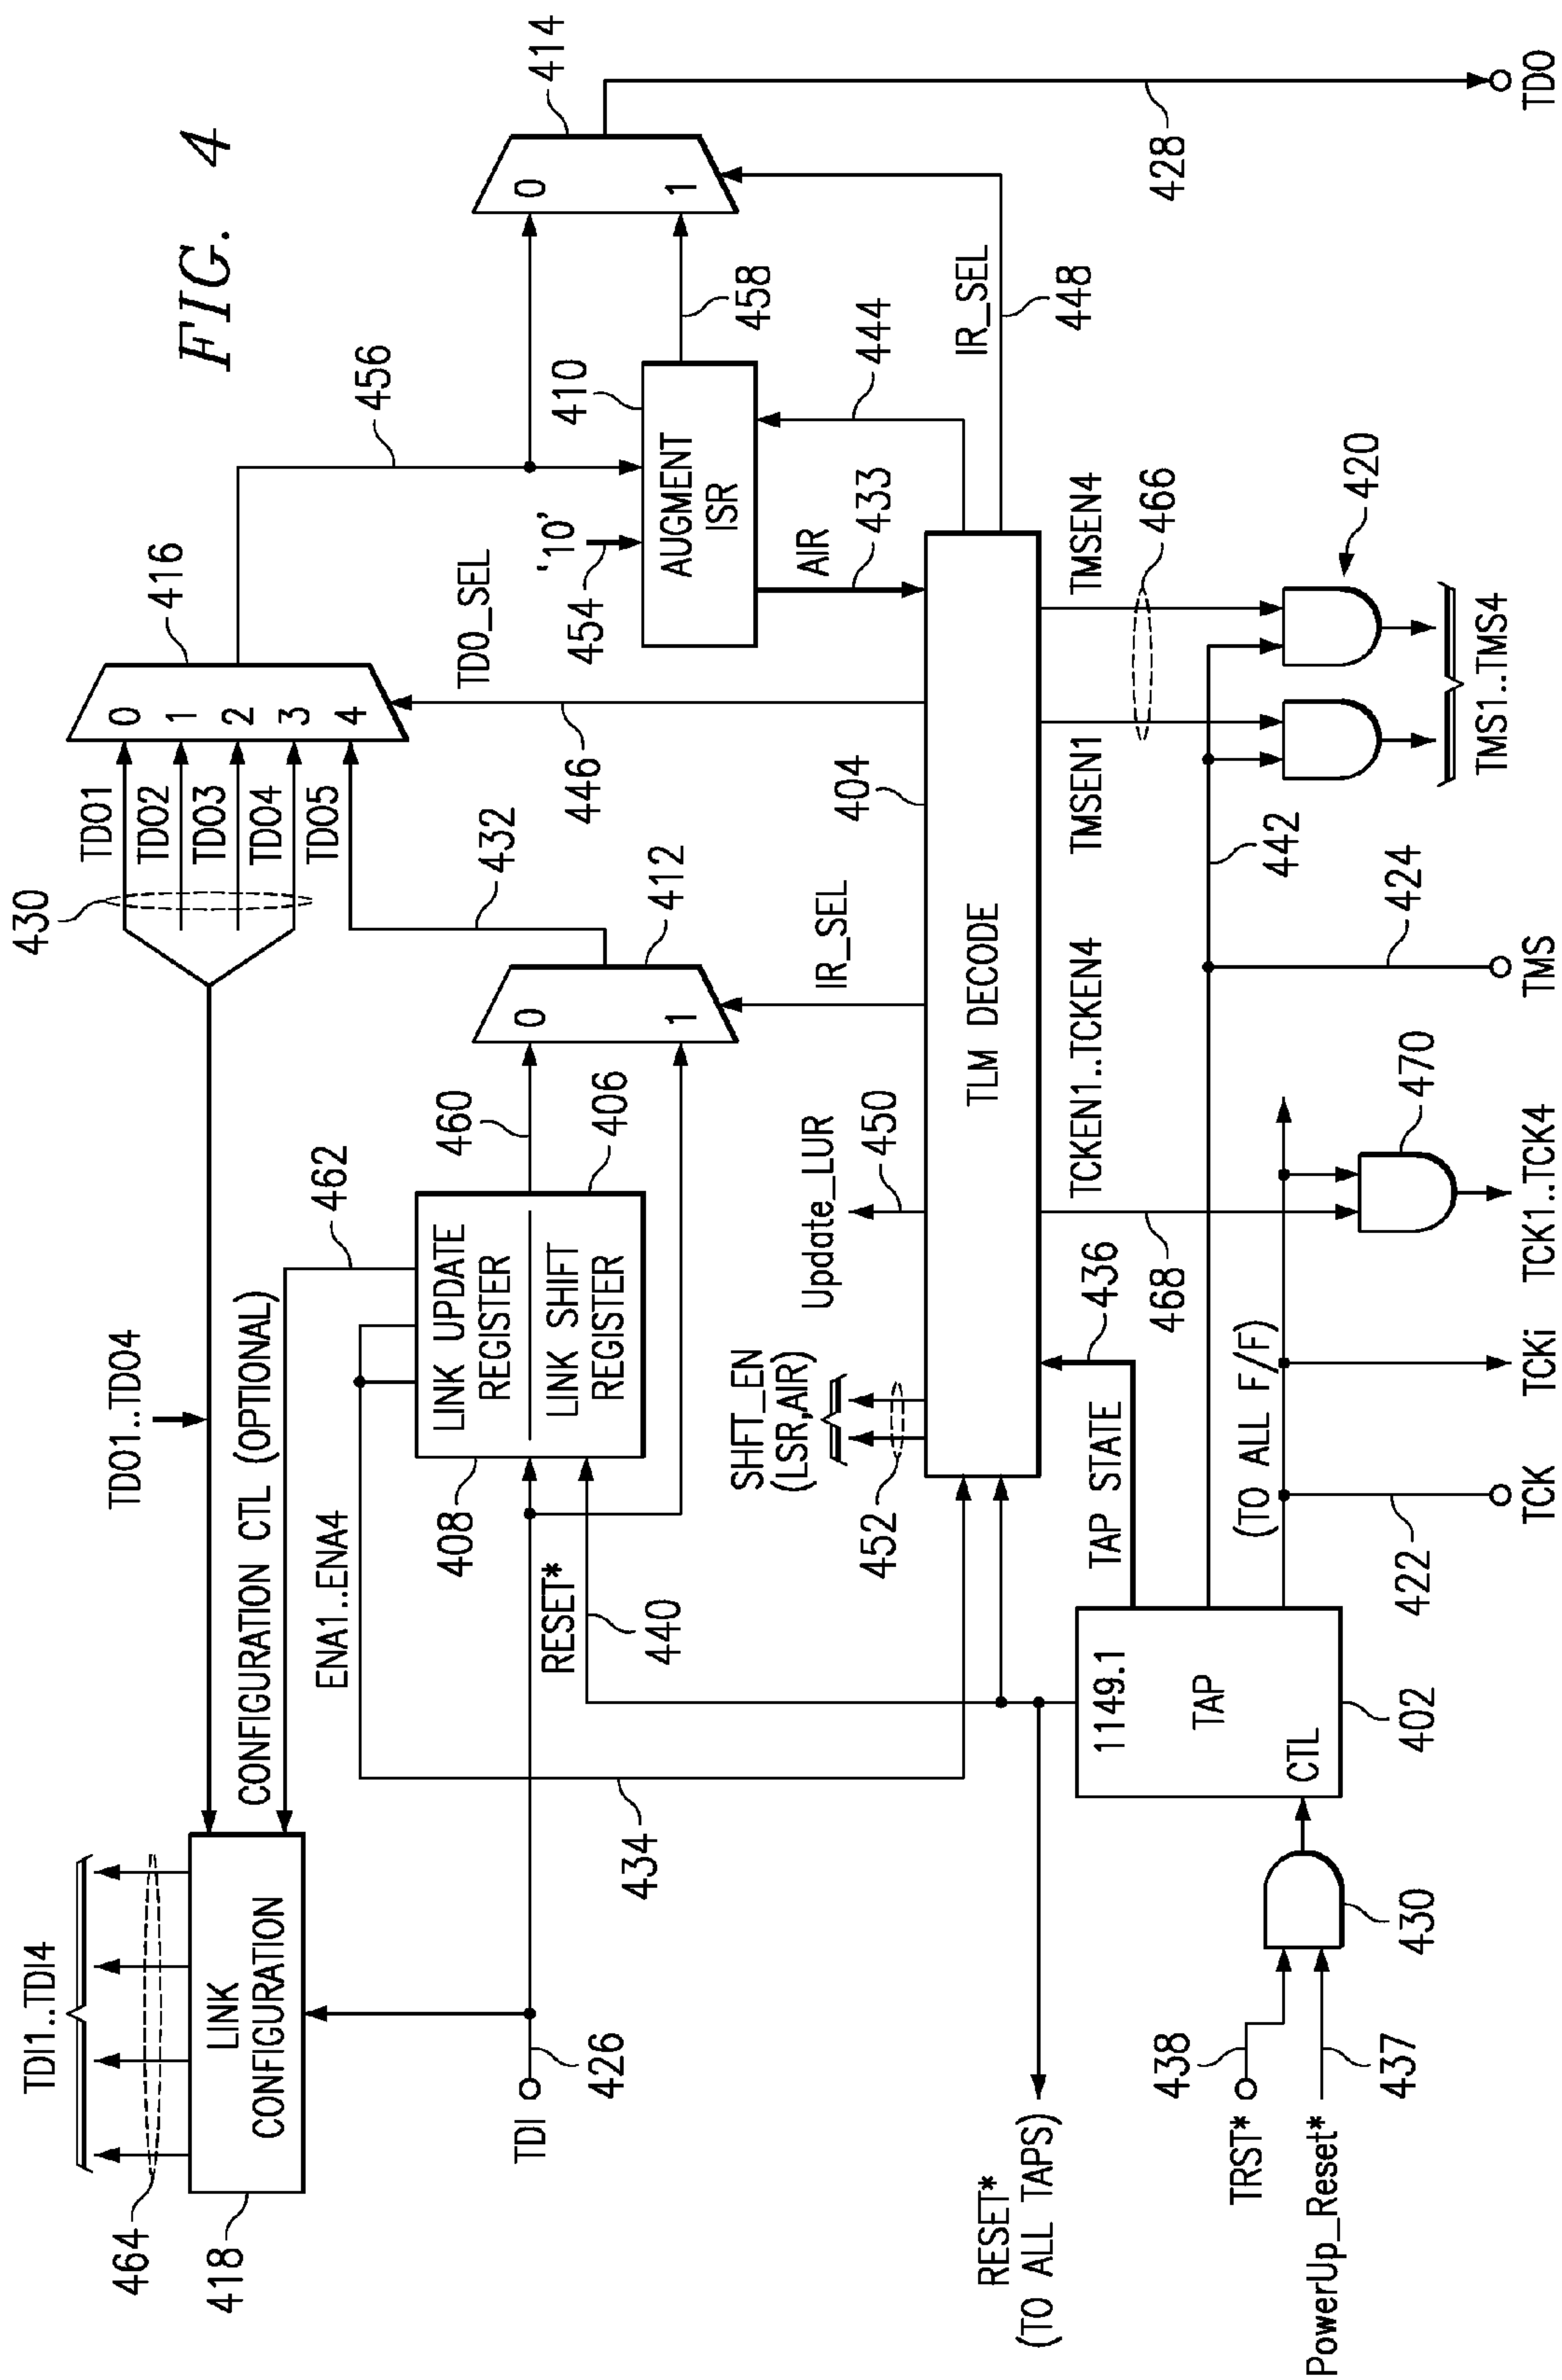 FIG. 4
TDI1..TDI4
464
418
LINK
CONFIGURATION
TDO1..TDO4
CONFIGURATION CTL (OPTIONAL)
462
430
TDO1
TDO2
TDO3
TDO4
TDO5
0
1
2
3
4
416
456
ENA1..ENA4
LINK UPDATE
REGISTER
LINK SHIFT
REGISTER
408
406
460
RESET*
440
TDI
426
434
0
1
412
432
IR_SEL
TDO_SEL
446
'10'
454
AUGMENT
ISR
410
458
0
1
414
AIR
433
444
IR_SEL
448
SHFT_EN
(LSR,AIR)
452
Update_LUR
450
404
TLM DECODE
RESET*
(TO ALL TAPS)
TAP STATE
436
TCKEN1..TCKEN4
468
TMSEN1
TMSEN4
466
1149.1
TAP
CTL
402
TRST*
438
PowerUp_Reset*
437
430
(TO ALL F/F)
422
TCK
TCKi
TCK1..TCK4
470
442
424
TMS
420
TMS1..TMS4
428
TDO